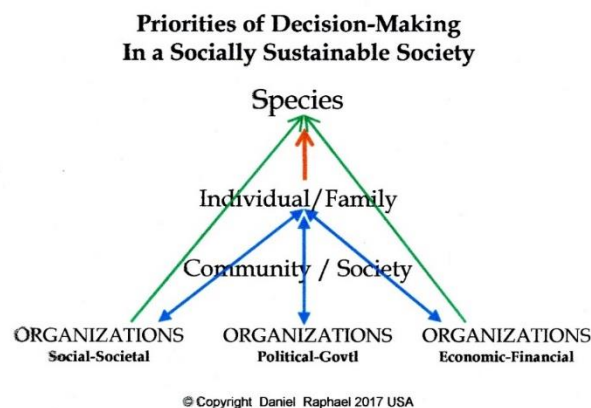 Priorities of Decision-Making
In a Socially Sustainable Society
Species
Individual/Family
Community / Society
ORGANIZATIONS ORGANIZATIONS ORGANIZATIONS
Social-Societal Political-Govtl Economic-Financial
© Copyright Daniel Raphael 2017 USA